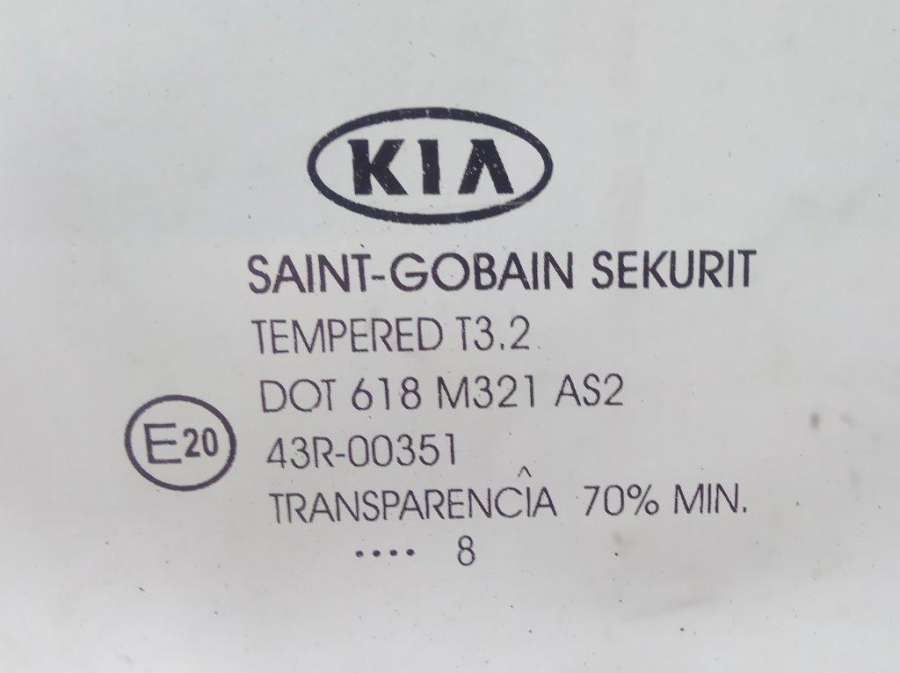 KIA
SAINT-GOBAIN SEKURIT
TEMPERED T3.2
DOT 618 M321 AS2
E20
43R-00351
TRANSPARENCÎA 70% MIN.
.... 8